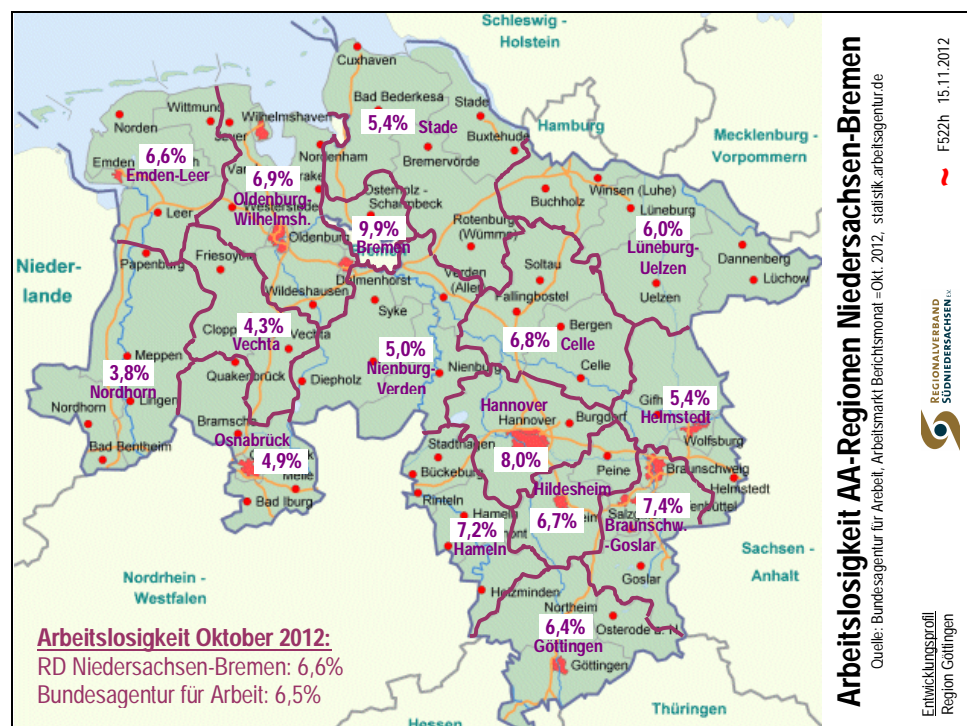 Schleswig -
Holstein
Cuxhaven
Bad Bederkesa
Stade
Wittmund
Wilhelmshaven
Norden
5,4% Stade
Buxtehude
Hamburg
Mecklenburg -
Vorpommern
Nordenham
Bremervörde
Emden
6,6%
Emden-Leer
6,9%
Oldenburg-
Wilhelmsh.
Osterholz -
Scharmbeck
Winsen (Luhe)
Buchholz
Lüneburg
Leer
9,9%
Bremen
Rotenburg
(Wümme)
6,0%
Lüneburg-
Uelzen
Oldenburg
Papenburg
Friesoythe
Dannenberg
Lüchow
Nieder-
lande
Delmenhorst
Verden
(Aller)
Soltau
Wildeshausen
Fallingbostel
Uelzen
Syke
4,3%
Vechta
Vechta
Bergen
6,8%
Celle
5,0%
Nienburg-
Verden
Nienburg
Meppen
3,8%
Nordhorn
Quakenbrück
Diepholz
Celle
Lingen
Nordhorn
Hannover
Hannover
Burgdorf
5,4%
Helmstedt
Bramsche
Osnabrück
Wolfsburg
Bad Bentheim
4,9%
Melle
Stadthagen
8,0%
Peine
Braunschweig
Bückeburg
Helmstedt
Bad Iburg
Rinteln
Hildesheim
7,4%
Braunschw.
-Goslar
Hameln
6,7%
7,2%
Hameln
Sachsen -
Anhalt
Goslar
Nordrhein -
Westfalen
Holzminden
Northeim
Osterode a. H.
6,4%
Göttingen
Göttingen
Arbeitslosigkeit Oktober 2012:
RD Niedersachsen-Bremen: 6,6%
Bundesagentur für Arbeit: 6,5%
Hessen
Thüringen
Arbeitslosigkeit AA-Regionen Niedersachsen-Bremen
Quelle: Bundesagentur für Arebeit, Arbeitsmarkt Berichtsmonat =Okt. 2012, statistik.arbeitsagentur.de
F522h 15.11.2012
REGIONALVERBAND
SÜDNIEDERSACHSEN e.V.
Entwicklungsprofil
Region Göttingen